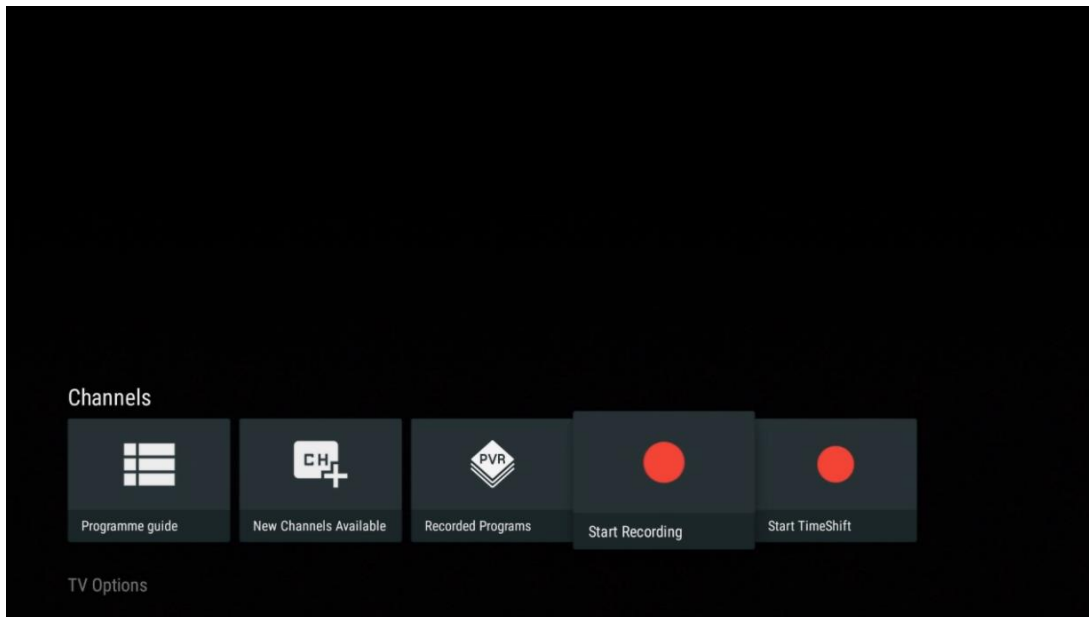 Channels
CH
PVR
Programme guide
New Channels Available
Recorded Programs
Start Recording
Start TimeShift
TV Options